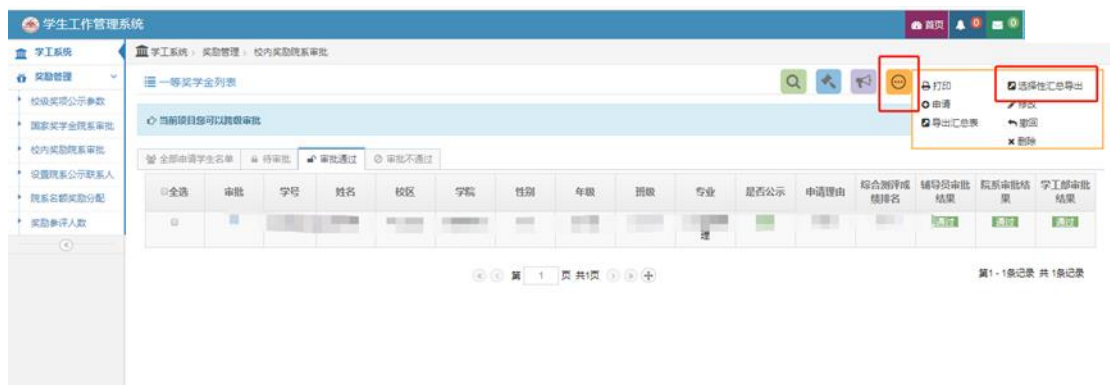 学生工作管理系统
首页 0 0
学工系统
学工系统 > 奖励管理 > 校内奖励院系审批
奖励管理
一等奖学金列表
打印
选择性汇总导出
申请
修改
导出汇总表
撤回
删除
校级奖项公示参数
国家奖学金院系审批
校内奖励院系审批
设置院系公示联系人
院系名额奖励分配
奖励参评人数
当前项目您可以跨级审批
全部申请学生名单 待审批 审批通过 审批不通过
全选 审批 学号 姓名 校区 学院 性别 年级 班级 专业 是否公示 申请理由 综合测评成绩排名 辅导员审批结果 院系审批结果 学工部审批结果
理 通过 通过 通过
第 1 页 共1页
第1 - 1条记录 共 1条记录